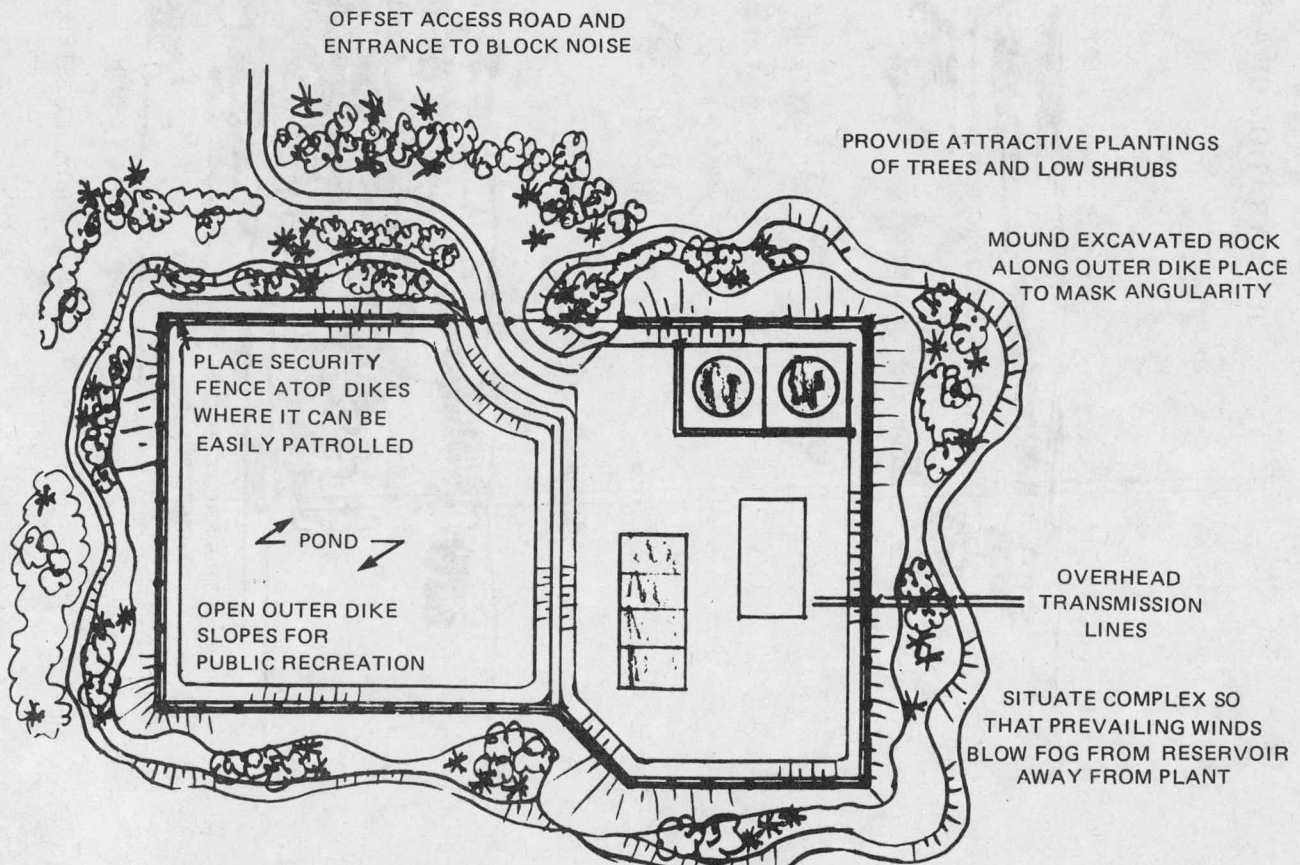 OFFSET ACCESS ROAD AND
ENTRANCE TO BLOCK NOISE
PROVIDE ATTRACTIVE PLANTINGS
OF TREES AND LOW SHRUBS
MOUND EXCAVATED ROCK
ALONG OUTER DIKE PLACE
TO MASK ANGULARITY
PLACE SECURITY
FENCE ATOP DIKES
WHERE IT CAN BE
EASILY PATROLLED
POND
OPEN OUTER DIKE
SLOPES FOR
PUBLIC RECREATION
OVERHEAD
TRANSMISSION
LINES
SITUATE COMPLEX SO
THAT PREVAILING WINDS
BLOW FOG FROM RESERVOIR
AWAY FROM PLANT